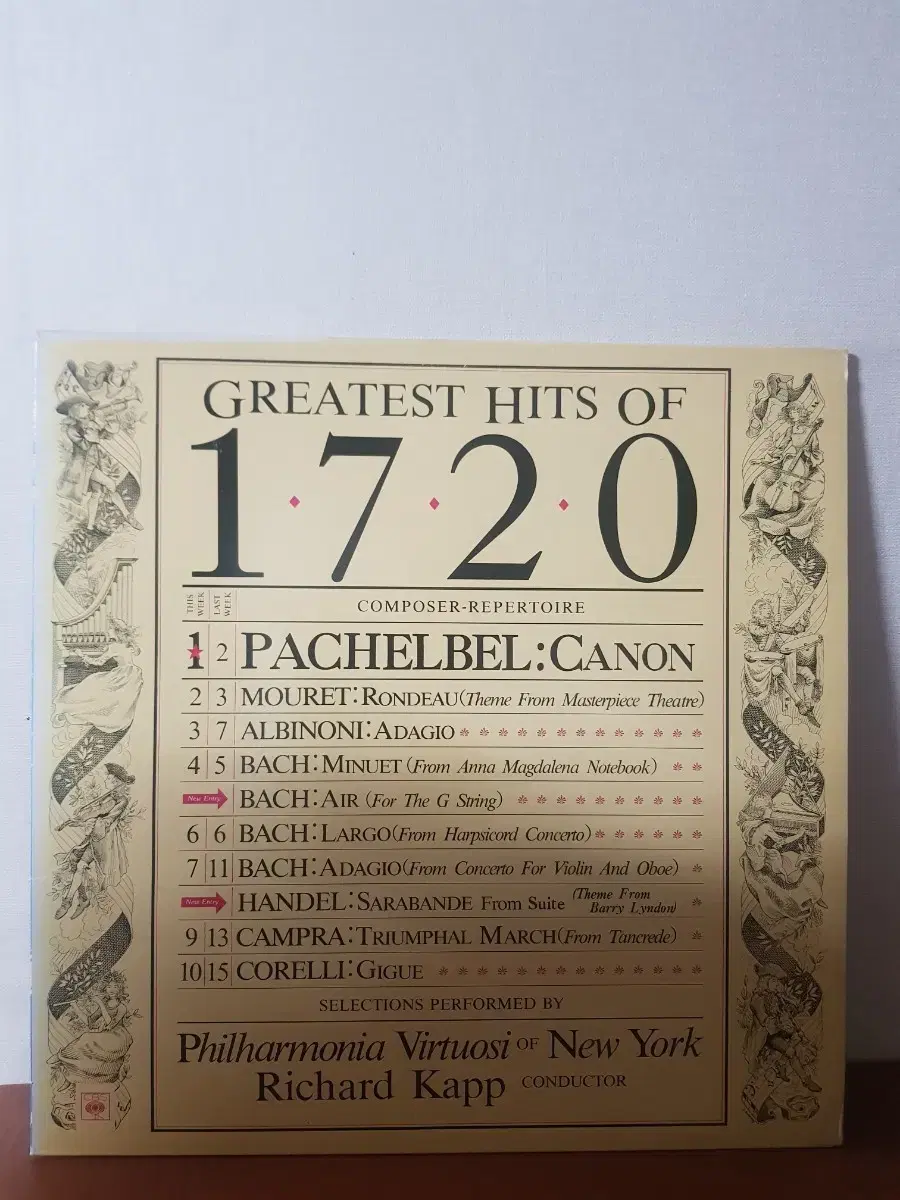 GREATEST HITS OF
1·7·2·0
THIS WEEK LAST WEEK COMPOSER-REPERTOIRE
1 2 PACHELBEL: CANON
2 3 MOURET: RONDEAU (Theme From Masterpiece Theatre)
3 7 ALBINONI: ADAGIO
4 5 BACH: MINUET (From Anna Magdalena Notebook)
New Entry BACH: AIR (For The G String)
6 6 BACH: LARGO (From Harpsicord Concerto)
7 11 BACH: ADAGIO (From Concerto For Violin And Oboe)
New Entry HANDEL: SARABANDE From Suite (Theme From Barry Lyndon)
9 13 CAMPRA: TRIUMPHAL MARCH (From Tancrede)
10 15 CORELLI: GIGUE
SELECTIONS PERFORMED BY
Philharmonia Virtuosi OF New York
Richard Kapp CONDUCTOR
CBS